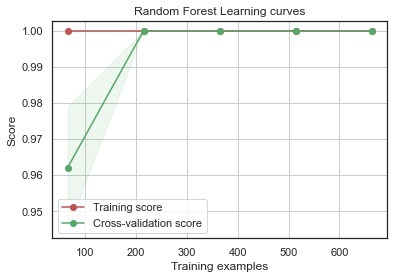 Random Forest Learning curves
Score
1.00
0.99
0.98
0.97
0.96
0.95
Training score
Cross-validation score
100
200
300
400
500
600
Training examples